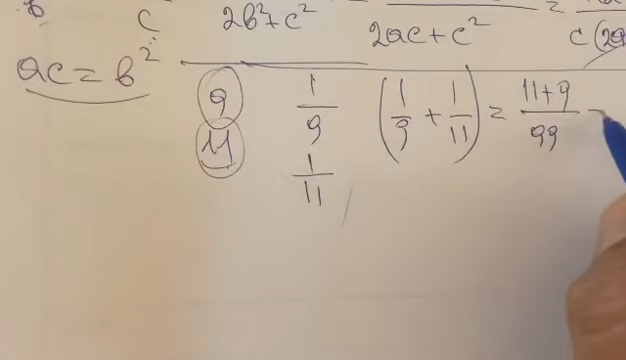 b
c
2b²+c²
2ac + c²
=
c(2a
ac = b²
9 1/9 (1/9 + 1/11) = 11+9/99 -
11 1/11